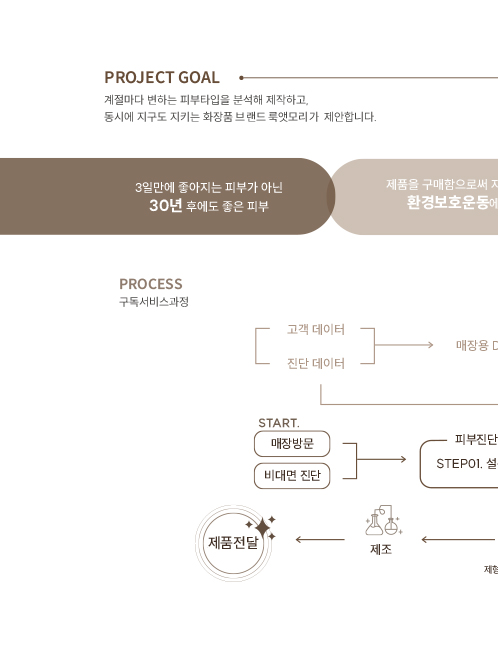 PROJECT GOAL
계절마다 변하는 피부타입을 분석해 제작하고,
동시에 지구도 지키는 화장품 브랜드 룩앳모리가 제안합니다.
3일만에 좋아지는 피부가 아닌
30년 후에도 좋은 피부
제품을 구매함으로써
환경보호운동에
PROCESS
구독서비스과정
고객 데이터
진단 데이터
매장용
START.
매장방문
비대면 진단
피부진단
STEP01.
제품전달
제조